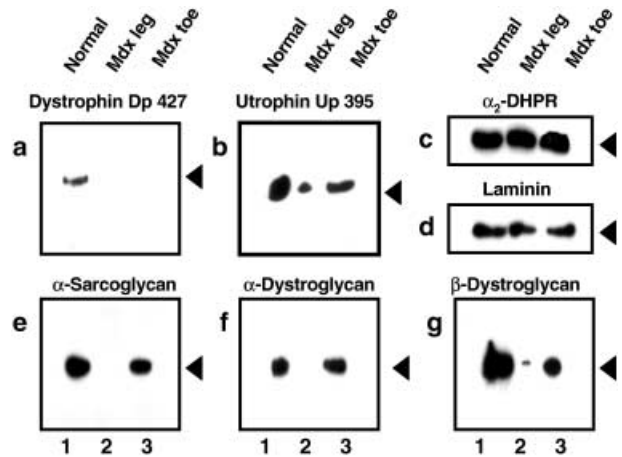 Normal Mdx leg Mdx toe Normal Mdx leg Mdx toe Normal Mdx leg Mdx toe
Dystrophin Dp 427 Utrophin Up 395 α₂-DHPR
a b c
Laminin
d
α-Sarcoglycan α-Dystroglycan β-Dystroglycan
e f g
1 2 3 1 2 3 1 2 3